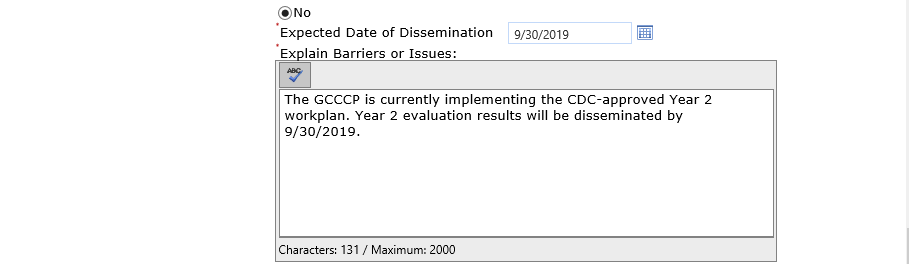 No
*Expected Date of Dissemination 9/30/2019
*Explain Barriers or Issues:
ABC
The GCCCP is currently implementing the CDC-approved Year 2
workplan. Year 2 evaluation results will be disseminated by
9/30/2019.
Characters: 131 / Maximum: 2000